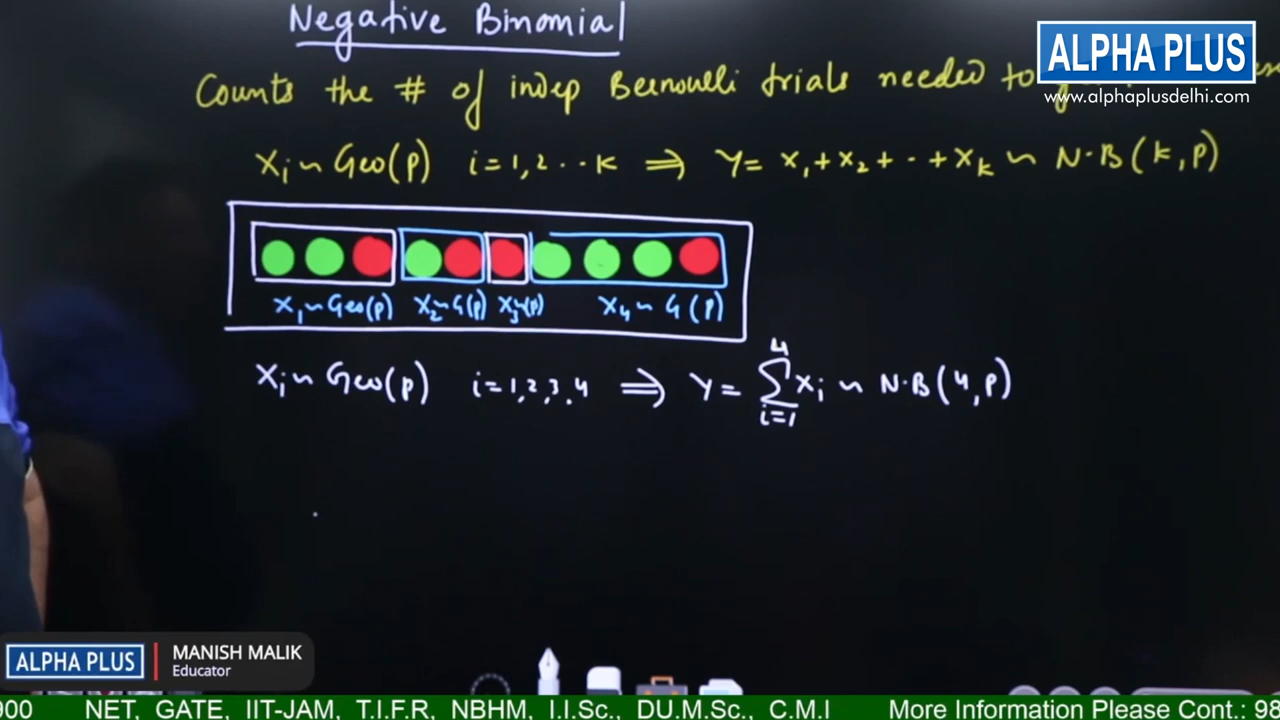 Negative Binomial
ALPHA PLUS
www.alphaplusdelhi.com
Counts the # of indep Bernoulli trials needed to
Xi ~ Geo(p) i = 1,2 .. k ⟹ Y = X1 + X2 + .. + Xk ~ N.B(k,p)
X1 ~ Geo(p) X2 ~ G(p) X3~(p) X4 ~ G(p)
Xi ~ Geo(p) i = 1,2,3,4 ⟹ Y = ∑_{i=1}^{4} Xi ~ N.B(4,p)
ALPHA PLUS
MANISH MALIK
Educator
900 NET, GATE, IIT-JAM, T.I.F.R, NBHM, I.I.Sc., DU.M.Sc., C.M.I More Information Please Cont.: 98